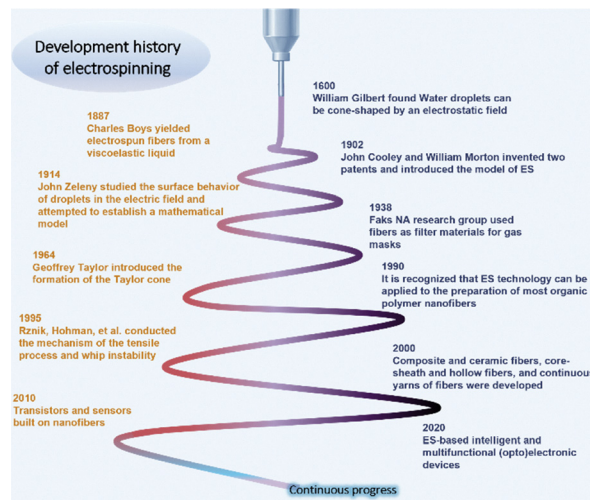 Development history
of electrospinning
1600
William Gilbert found Water droplets can
be cone-shaped by an electrostatic field
1887
Charles Boys yielded
electrospun fibers from a
viscoelastic liquid
1902
John Cooley and William Morton invented two
patents and introduced the model of ES
1914
John Zeleny studied the surface behavior
of droplets in the electric field and
attempted to establish a mathematical
model
1938
Faks NA research group used
fibers as filter materials for gas
masks
1964
Geoffrey Taylor introduced the
formation of the Taylor cone
1990
It is recognized that ES technology can be
applied to the preparation of most organic
polymer nanofibers
1995
Rznik, Hohman, et al. conducted
the mechanism of the tensile
process and whip instability
2000
Composite and ceramic fibers, core-
sheath and hollow fibers, and continuous
yarns of fibers were developed
2010
Transistors and sensors
built on nanofibers
2020
ES-based intelligent and
multifunctional (opto)electronic
devices
Continuous progress